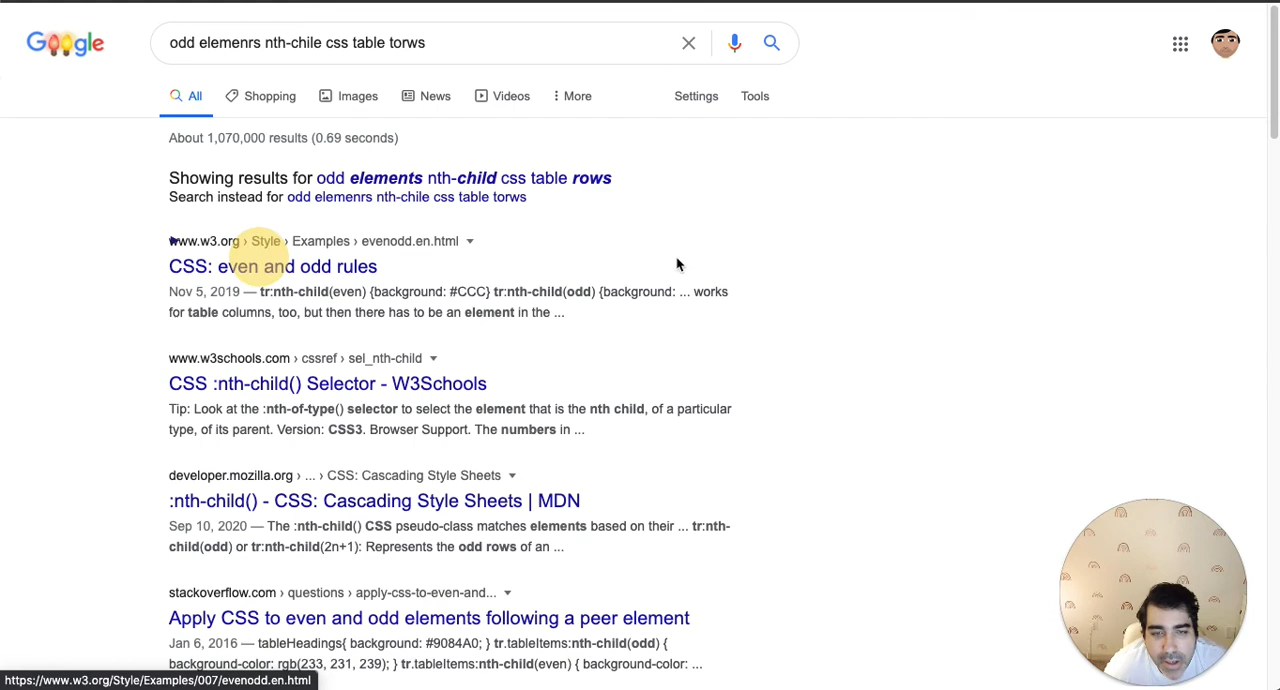 Google
odd elemenrs nth-chile css table torws
All
Shopping
Images
News
Videos
More
Settings
Tools
About 1,070,000 results (0.69 seconds)
Showing results for odd elements nth-child css table rows
Search instead for odd elemenrs nth-chile css table torws
www.w3.org › Style › Examples › evenodd.en.html
CSS: even and odd rules
Nov 5, 2019 — tr:nth-child(even) {background: #CCC} tr:nth-child(odd) {background: ... works
for table columns, too, but then there has to be an element in the ...
www.w3schools.com › cssref › sel_nth-child
CSS :nth-child() Selector - W3Schools
Tip: Look at the :nth-of-type() selector to select the element that is the nth child, of a particular
type, of its parent. Version: CSS3. Browser Support. The numbers in ...
developer.mozilla.org › ... › CSS: Cascading Style Sheets
:nth-child() - CSS: Cascading Style Sheets | MDN
Sep 10, 2020 — The :nth-child() CSS pseudo-class matches elements based on their ... tr:nth-
child(odd) or tr:nth-child(2n+1): Represents the odd rows of an ...
stackoverflow.com › questions › apply-css-to-even-and...
Apply CSS to even and odd elements following a peer element
Jan 6, 2016 — tableHeadings{ background: #9084A0; } tr.tableItems:nth-child(odd) {
background-color: rgb(233, 231, 239); } tr.tableItems:nth-child(even) { background-color: ...
https://www.w3.org/Style/Examples/007/evenodd.en.html